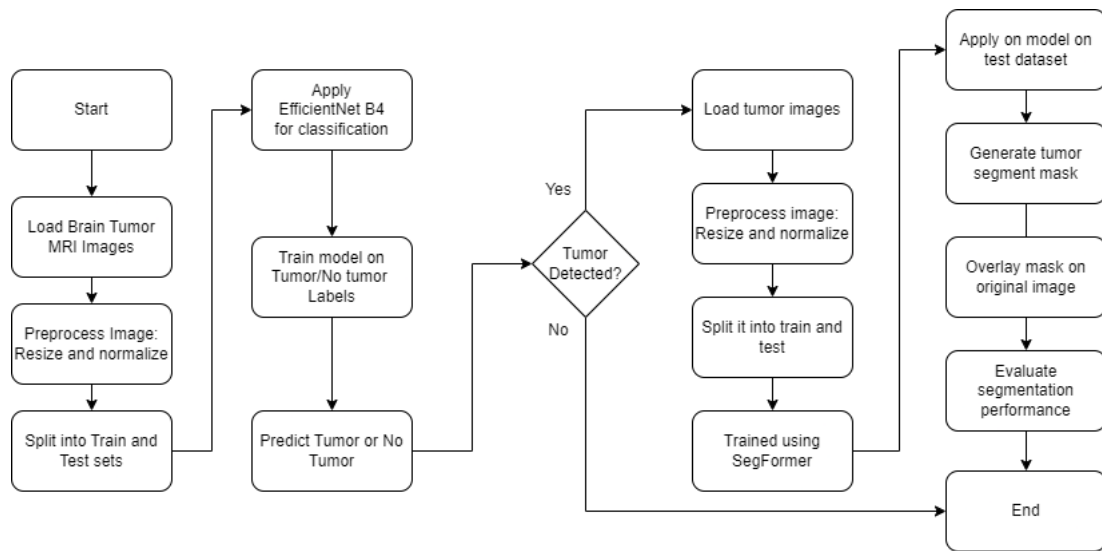 Start
Load Brain Tumor
MRI Images
Preprocess Image:
Resize and normalize
Split into Train and
Test sets
Apply
EfficientNet B4
for classification
Train model on
Tumor/No tumor
Labels
Predict Tumor or No
Tumor
Yes
Tumor
Detected?
No
Load tumor images
Preprocess image:
Resize and normalize
Split it into train and
test
Trained using
SegFormer
Apply on model on
test dataset
Generate tumor
segment mask
Overlay mask on
original image
Evaluate
segmentation
performance
End